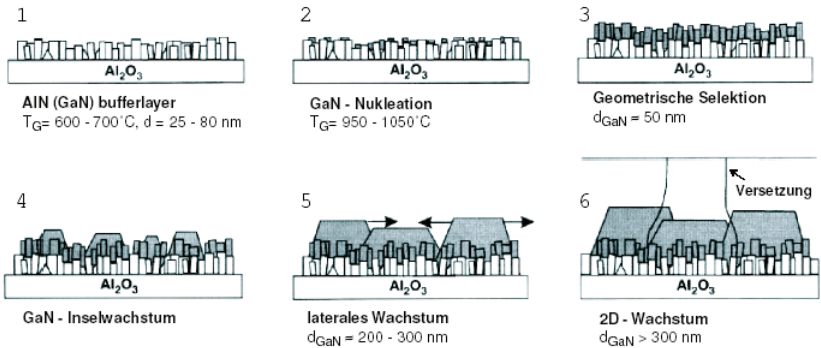 1
Al2O3
AlN (GaN) bufferlayer
TG= 600 - 700°C, d = 25 - 80 nm
2
Al2O3
GaN - Nukleation
TG= 950 - 1050°C
3
Al2O3
Geometrische Selektion
dGaN ≈ 50 nm
4
Al2O3
GaN - Inselwachstum
5
Al2O3
laterales Wachstum
dGaN ≈ 200 - 300 nm
6
Versetzung
Al2O3
2D - Wachstum
dGaN > 300 nm